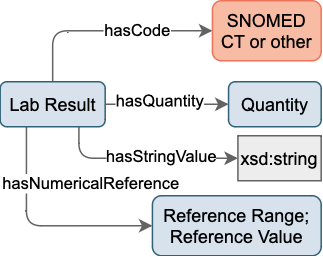 hasCode
SNOMED
CT or other
Lab Result
hasQuantity
Quantity
hasStringValue
xsd:string
hasNumericalReference
Reference Range;
Reference Value